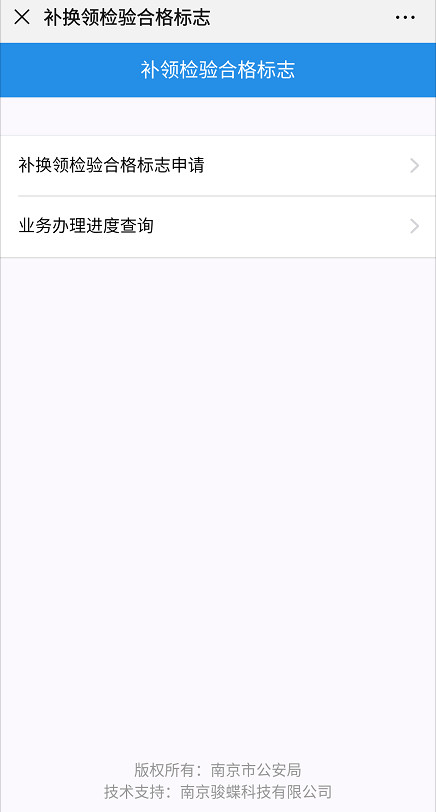 补换领检验合格标志
补领检验合格标志
补换领检验合格标志申请
业务办理进度查询
版权所有：南京市公安局
技术支持：南京骏蝶科技有限公司